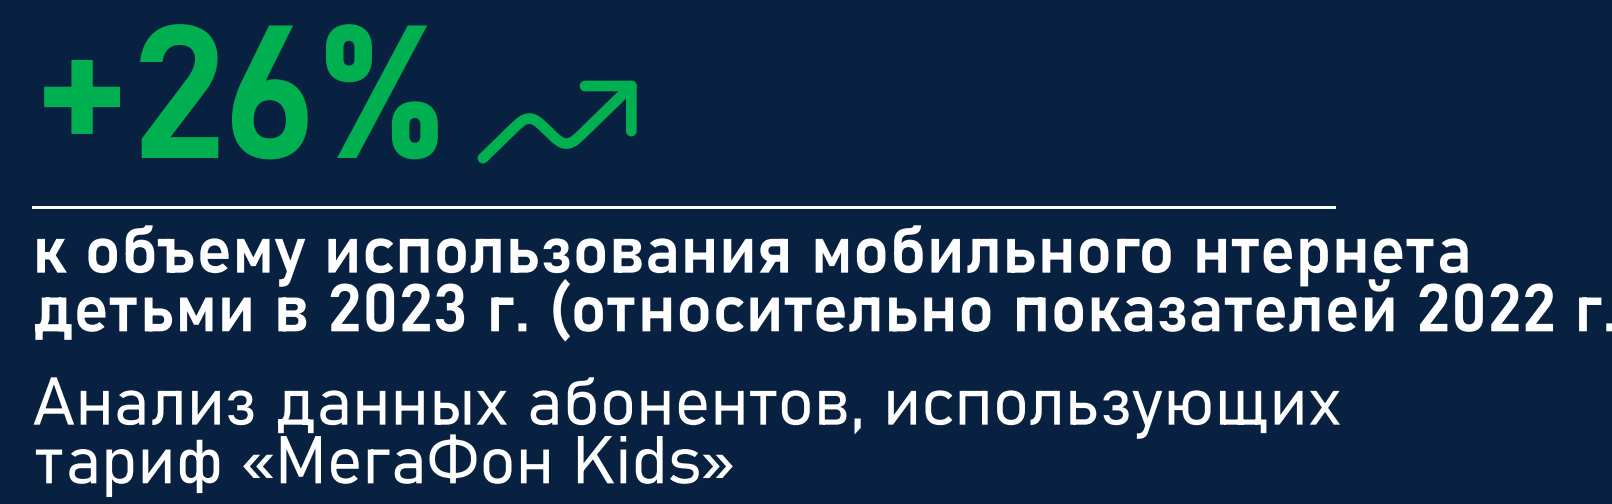 +26%
к объему использования мобильного нтернета
детьми в 2023 г. (относительно показателей 2022 г.
Анализ данных абонентов, использующих
тариф «МегаФон Kids»